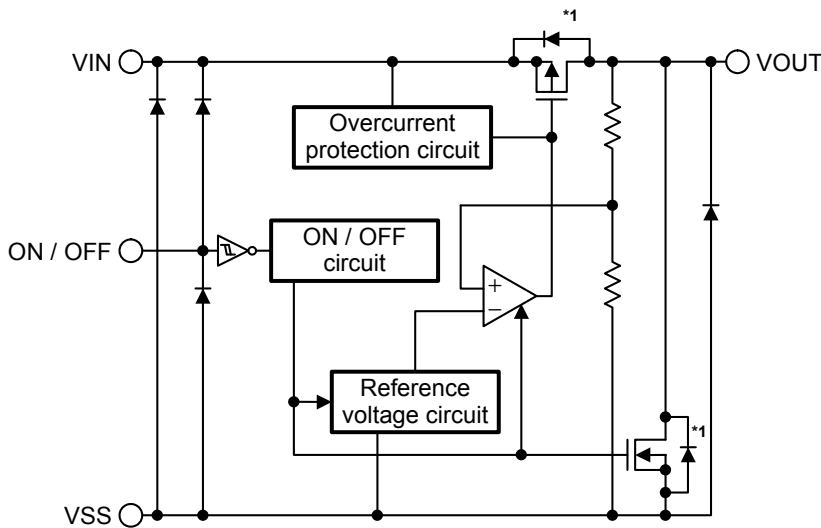 *1
VIN
VOUT
Overcurrent
protection circuit
ON / OFF
ON / OFF
circuit
+
−
Reference
voltage circuit
*1
VSS